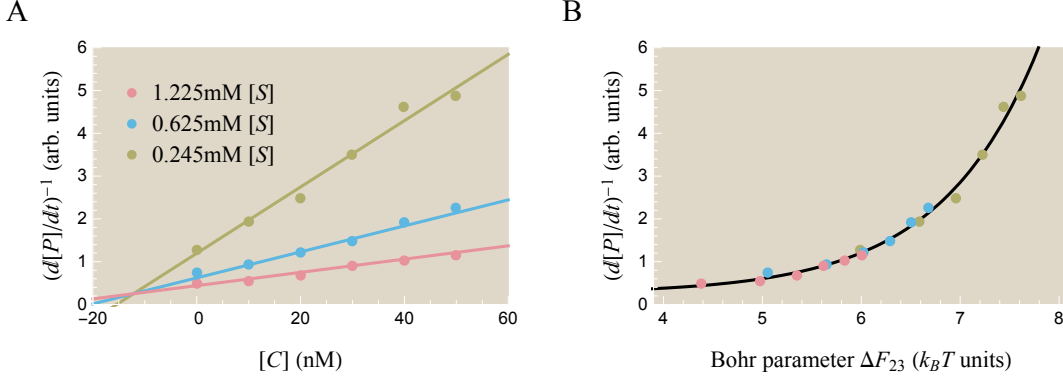 A
(d[P]/dt)⁻¹ (arb. units)
6
5
4
3
2
1
0
1.225mM [S]
0.625mM [S]
0.245mM [S]
−20
0
20
40
60
[C] (nM)
B
(d[P]/dt)⁻¹ (arb. units)
6
5
4
3
2
1
0
4
5
6
7
8
Bohr parameter ΔF₂₃ (k_BT units)